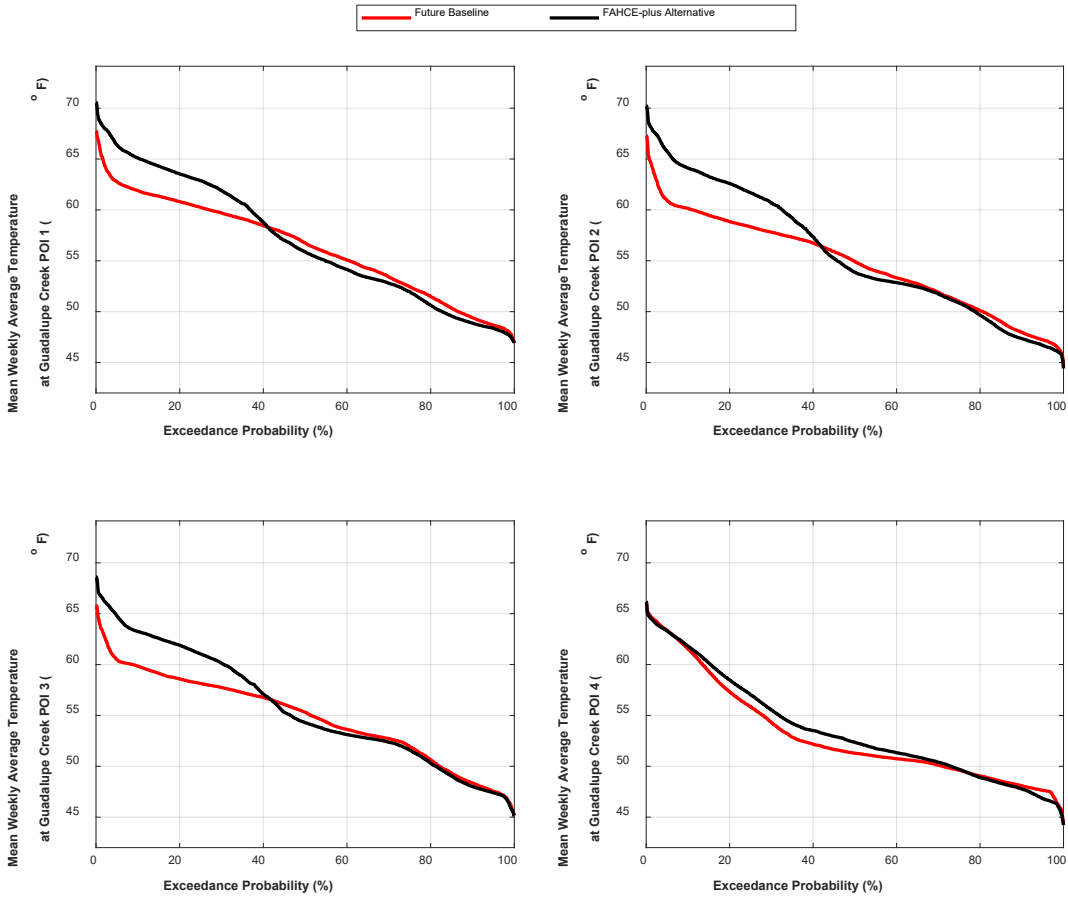 Future Baseline
FAHCE-plus Alternative
Mean Weekly Average Temperature
at Guadalupe Creek POI 1 (
o F)
70
65
60
55
50
45
0 20 40 60 80 100
Exceedance Probability (%)
Mean Weekly Average Temperature
at Guadalupe Creek POI 2 (
o F)
70
65
60
55
50
45
0 20 40 60 80 100
Exceedance Probability (%)
Mean Weekly Average Temperature
at Guadalupe Creek POI 3 (
o F)
70
65
60
55
50
45
0 20 40 60 80 100
Exceedance Probability (%)
Mean Weekly Average Temperature
at Guadalupe Creek POI 4 (
o F)
70
65
60
55
50
45
0 20 40 60 80 100
Exceedance Probability (%)